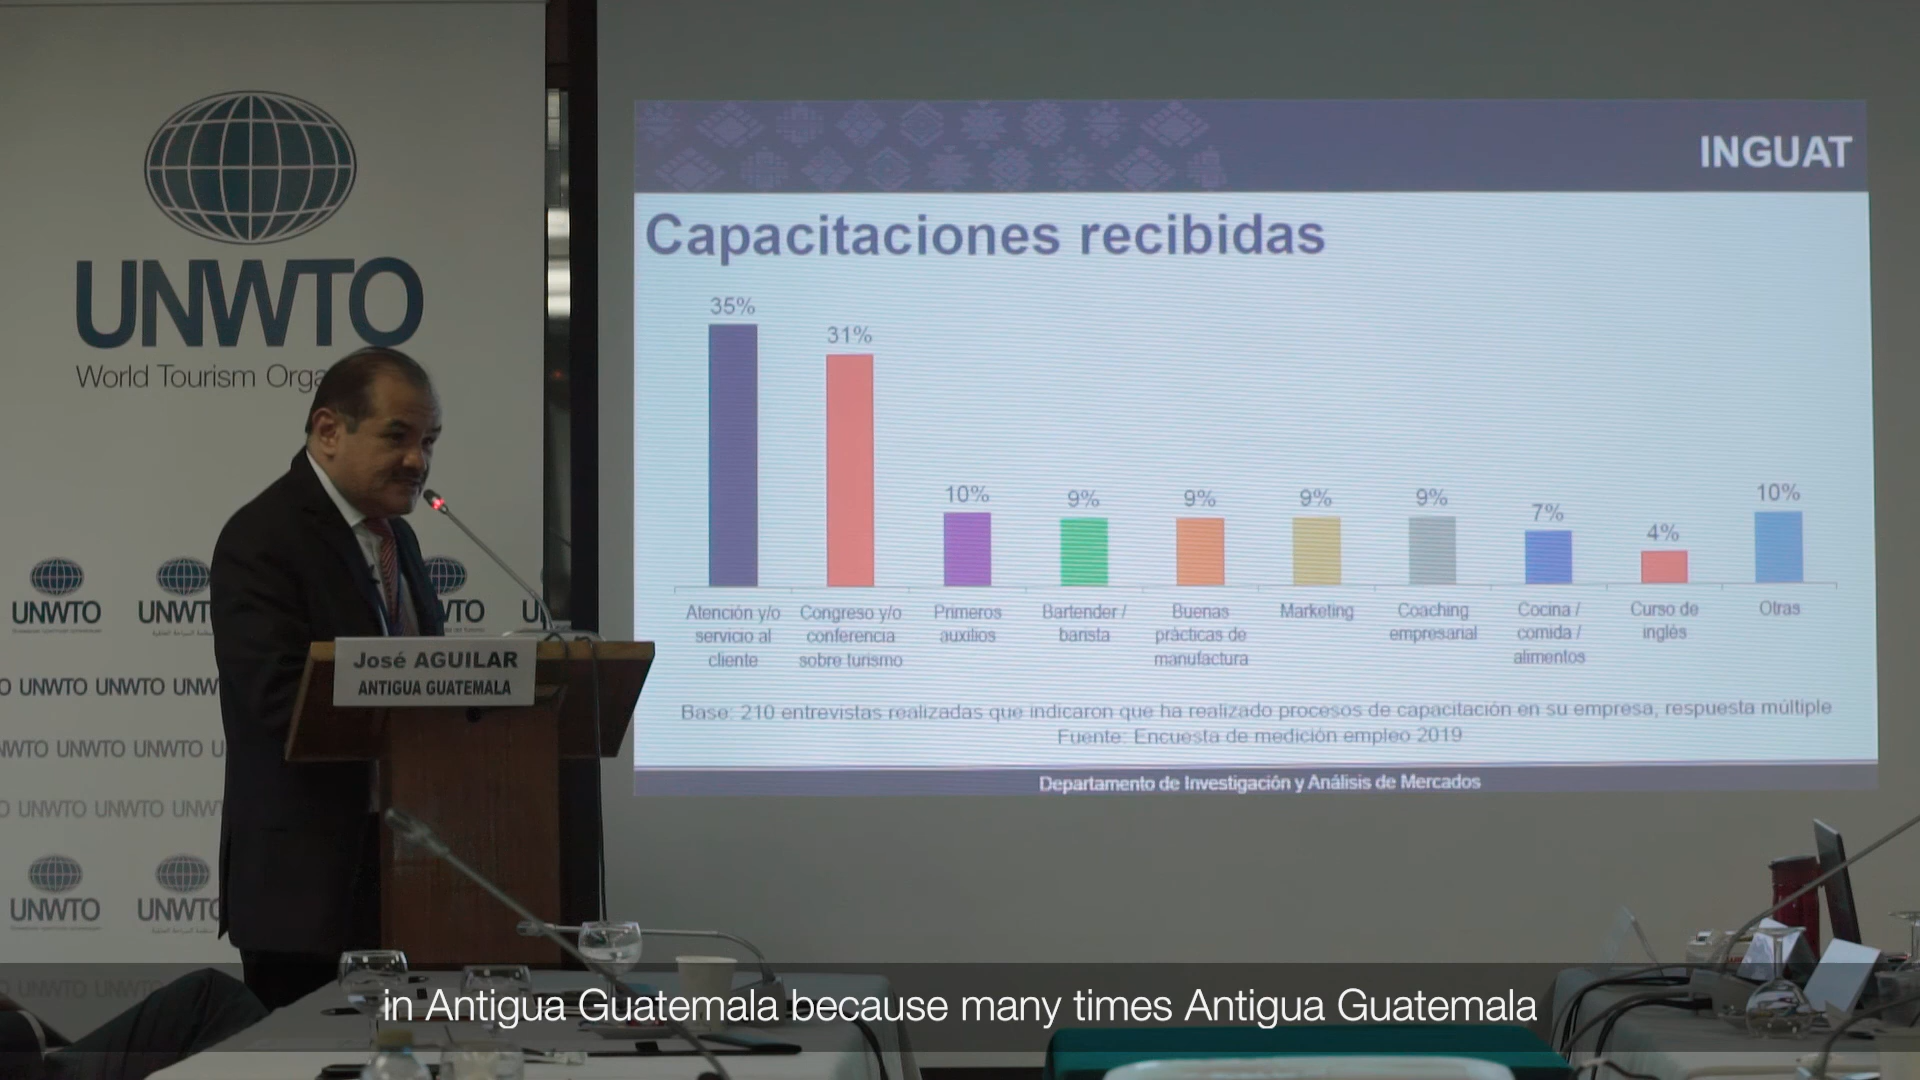 UNWTO
World Tourism Orga
UNWTO UNWT
VTO U
O UNWTO UNWTO UNW
WTO UNWTO UNWTO U
O UNWTO UNWTO UNW
UNWTO UNWTO
O UNWTO UNWTO
José AGUILAR
ANTIGUA GUATEMALA
INGUAT
Capacitaciones recibidas
35%
31%
10%
9%
9%
9%
9%
7%
4%
10%
Atención y/o servicio al cliente
Congreso y/o conferencia sobre turismo
Primeros auxilios
Bartender / barista
Buenas prácticas de manufactura
Marketing
Coaching empresarial
Cocina / comida / alimentos
Curso de inglés
Otras
Base: 210 entrevistas realizadas que indicaron que ha realizado procesos de capacitación en su empresa, respuesta múltiple
Fuente: Encuesta de medición empleo 2019
Departamento de Investigación y Análisis de Mercados
in Antigua Guatemala because many times Antigua Guatemala